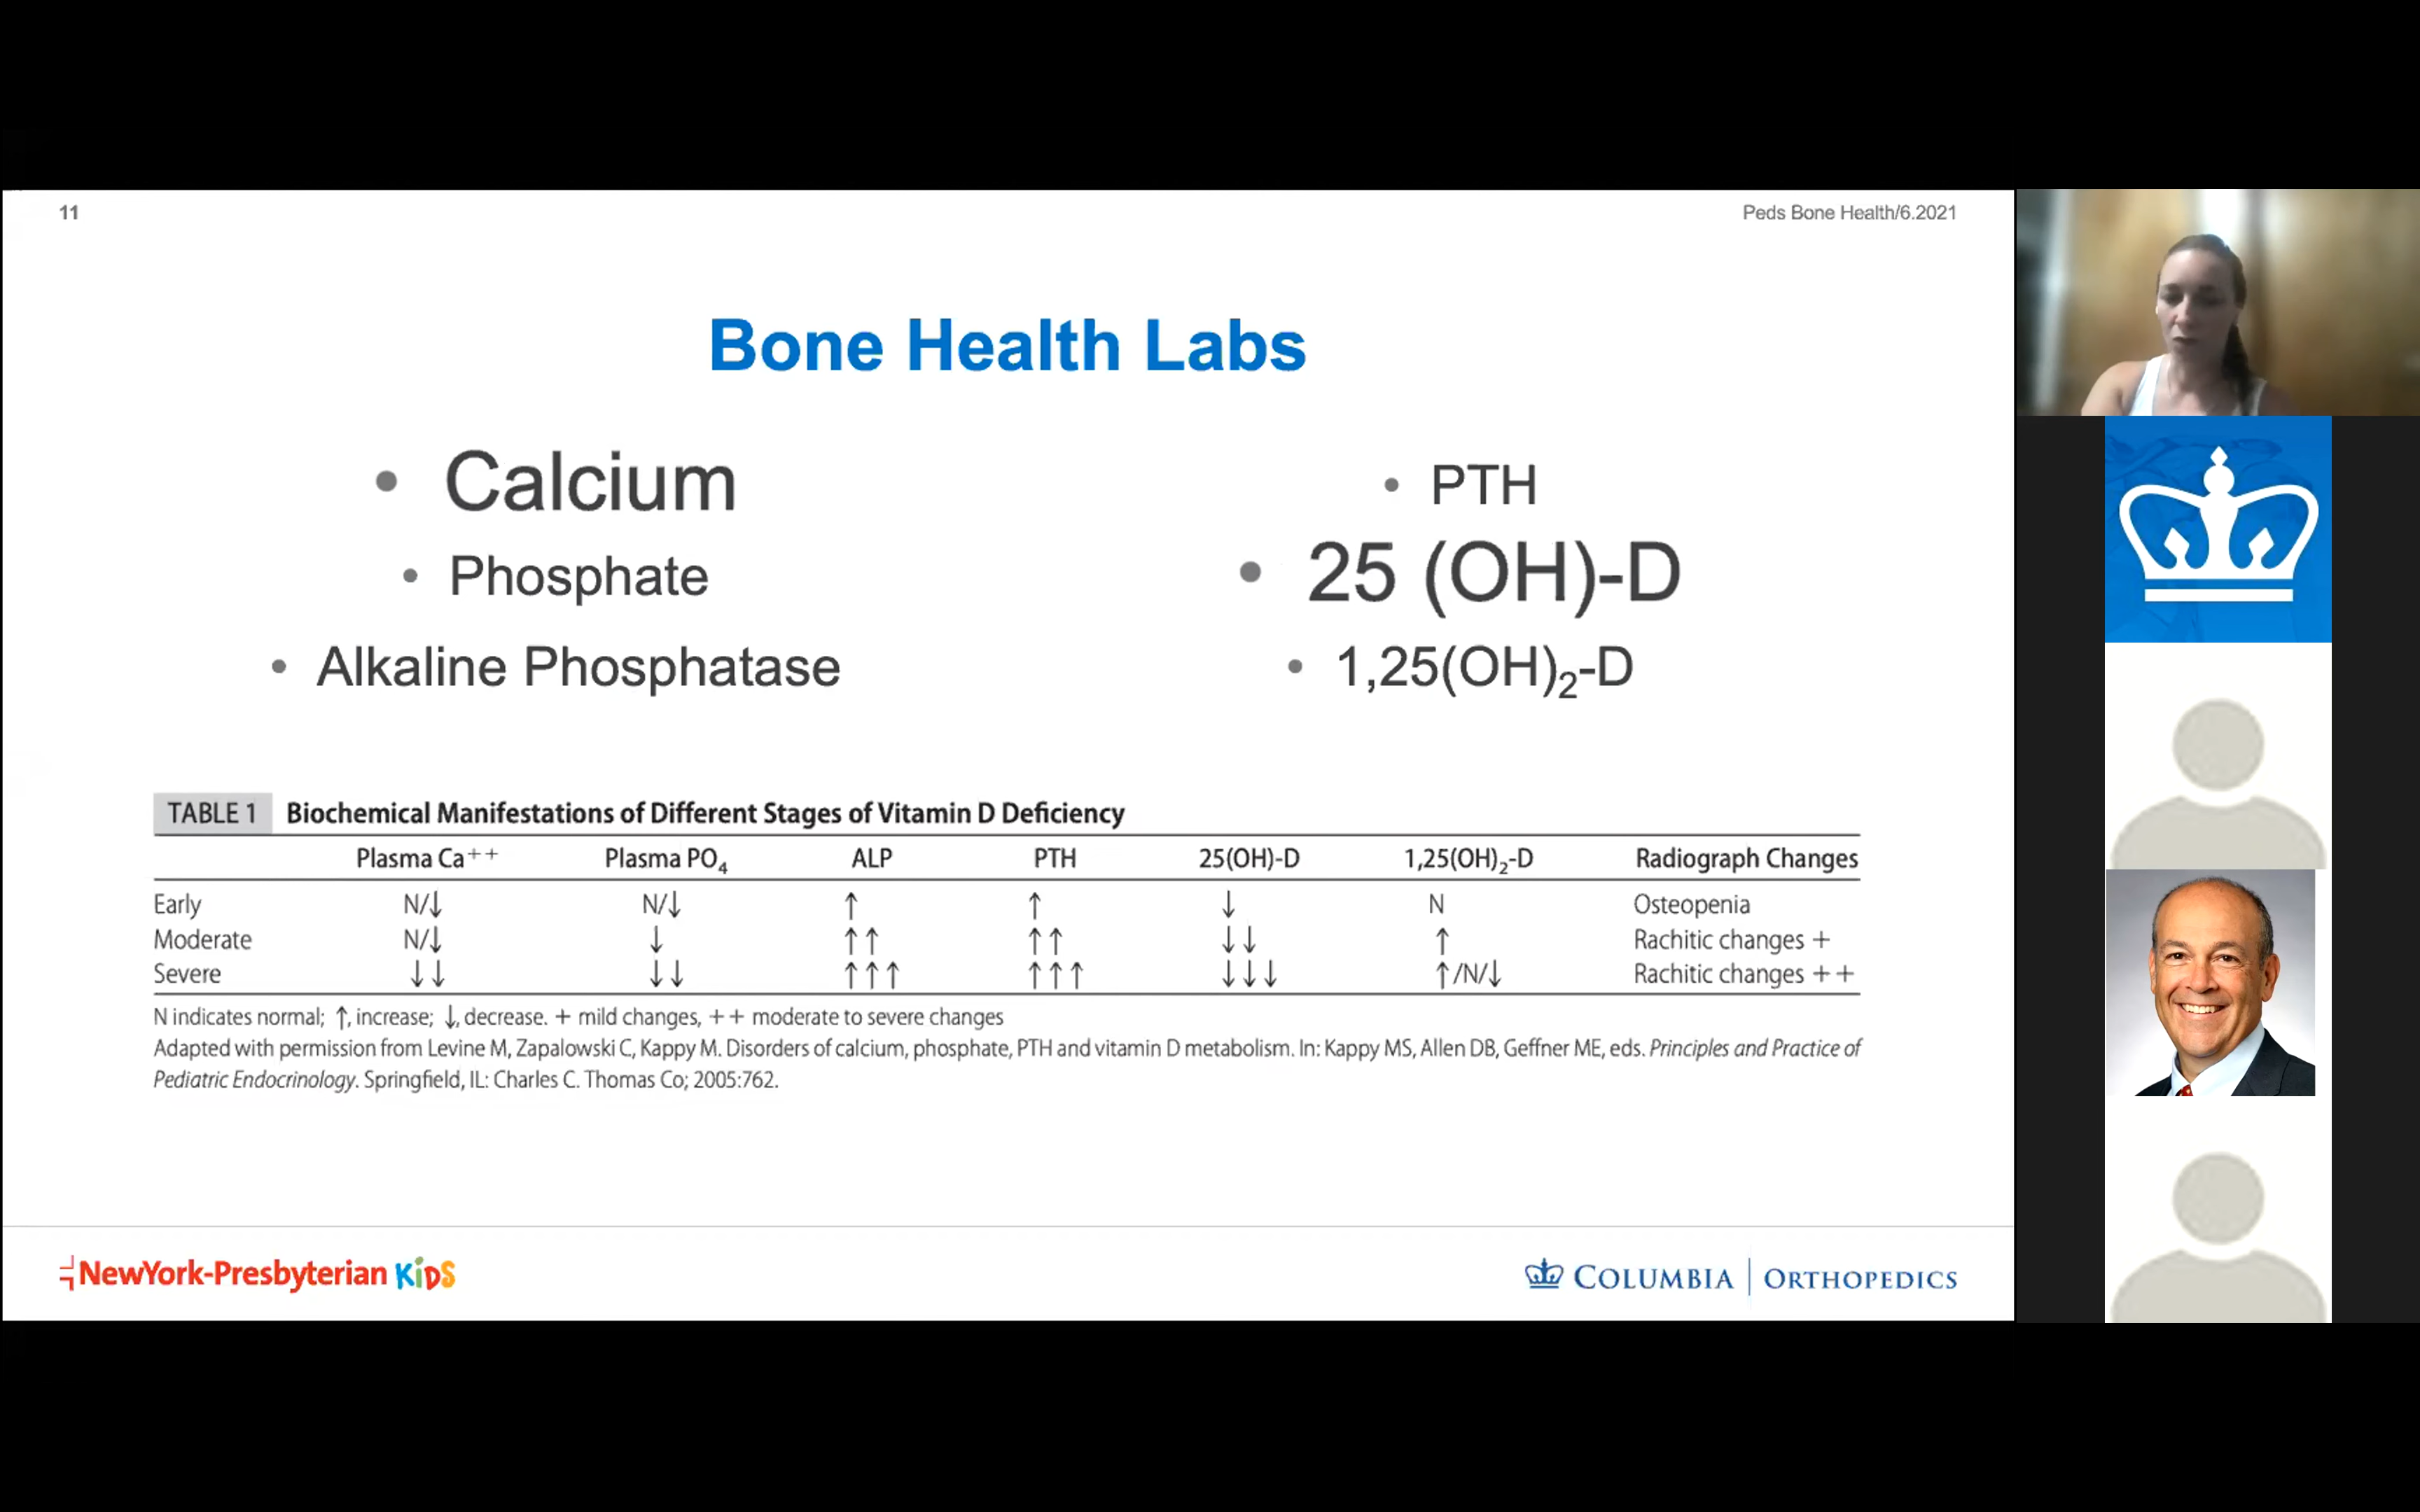 11
Peds Bone Health/6.2021
Bone Health Labs
• Calcium
• Phosphate
• Alkaline Phosphatase
• PTH
• 25 (OH)-D
• 1,25(OH)₂-D
TABLE 1 Biochemical Manifestations of Different Stages of Vitamin D Deficiency
Plasma Ca⁺⁺ Plasma PO₄ ALP PTH 25(OH)-D 1,25(OH)₂-D Radiograph Changes
Early N/↓ N/↓ ↑ ↑ ↓ N Osteopenia
Moderate N/↓ ↓ ↑↑ ↑↑ ↓↓ ↑ Rachitic changes +
Severe ↓↓ ↓↓ ↑↑↑ ↑↑↑ ↓↓↓ ↑/N/↓ Rachitic changes ++
N indicates normal; ↑, increase; ↓, decrease. + mild changes, ++ moderate to severe changes
Adapted with permission from Levine M, Zapalowski C, Kappy M. Disorders of calcium, phosphate, PTH and vitamin D metabolism. In: Kappy MS, Allen DB, Geffner ME, eds. Principles and Practice of
Pediatric Endocrinology. Springfield, IL: Charles C. Thomas Co; 2005:762.
NewYork-Presbyterian KiDS
COLUMBIA | ORTHOPEDICS